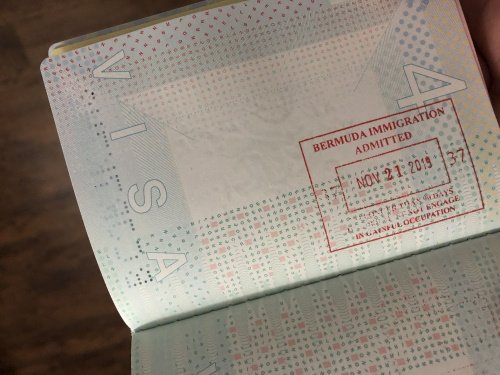 VISA
4
BERMUDA IMMIGRATION
ADMITTED
37 NOV 21 2019 37
DAYS
NOT ENGAGE
IN GAINFUL OCCUPATION